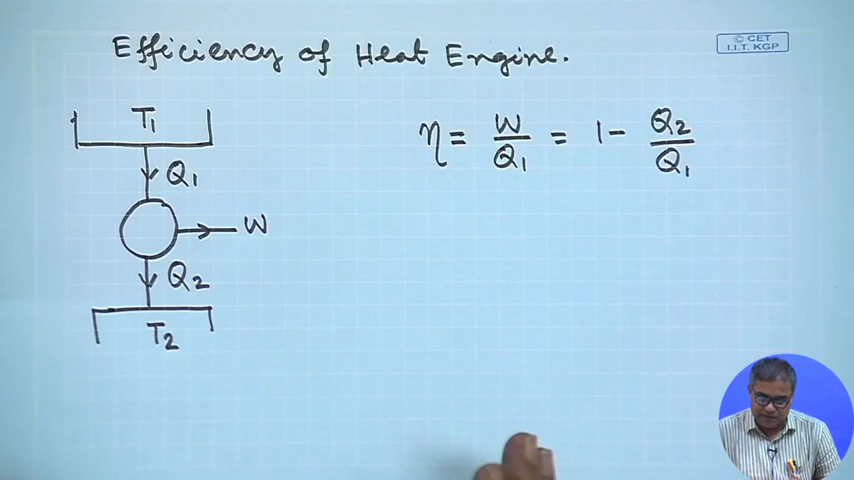 Efficiency of Heat Engine.
© CET
I.I.T. KGP
T₁
Q₁
W
Q₂
T₂
η = W/Q₁ = 1 - Q₂/Q₁